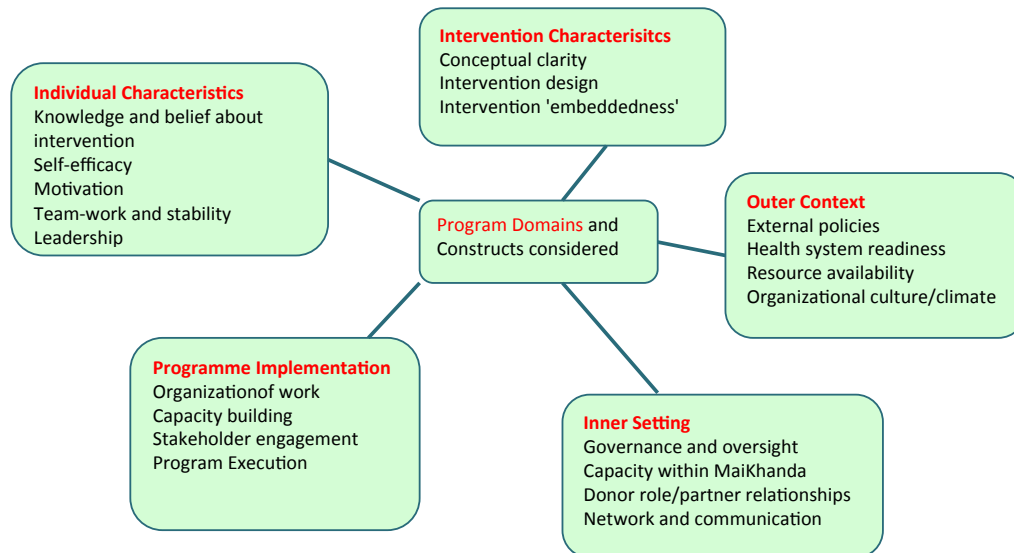 Intervention Characterisitcs
Conceptual clarity
Intervention design
Intervention 'embeddedness'
Individual Characteristics
Knowledge and belief about
intervention
Self-efficacy
Motivation
Team-work and stability
Leadership
Outer Context
External policies
Health system readiness
Resource availability
Organizational culture/climate
Program Domains and
Constructs considered
Programme Implementation
Organizationof work
Capacity building
Stakeholder engagement
Program Execution
Inner Setting
Governance and oversight
Capacity within MaiKhanda
Donor role/partner relationships
Network and communication